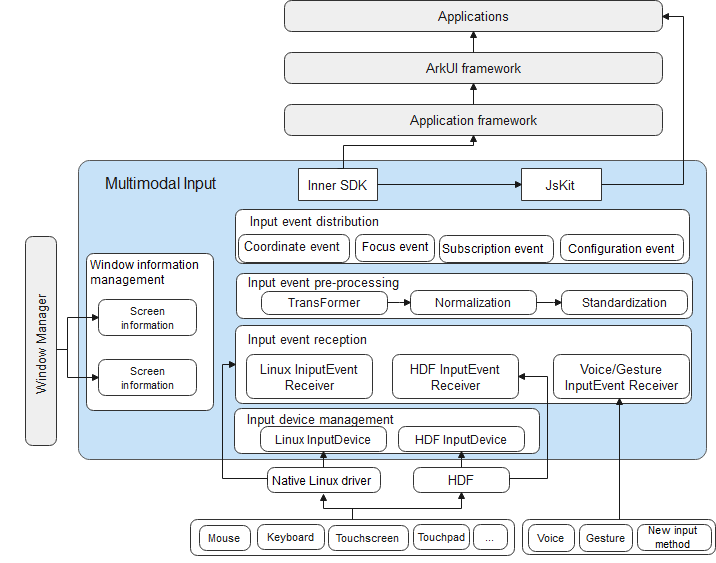 Applications
ArkUI framework
Application framework
Multimodal Input
Inner SDK
JsKit
Input event distribution
Coordinate event
Focus event
Subscription event
Configuration event
Window Manager
Window information
management
Screen
information
Screen
information
Input event pre-processing
TransFormer
Normalization
Standardization
Input event reception
Linux IniputEvent
Receiver
HDF InputEvent
Receiver
Voice/Gesture
InputEvent Receiver
Input device management
Linux InputDevice
HDF InputDevice
Native Linux driver
HDF
Mouse
Keyboard
Touchscreen
Touchpad
...
Voice
Gesture
New input
method